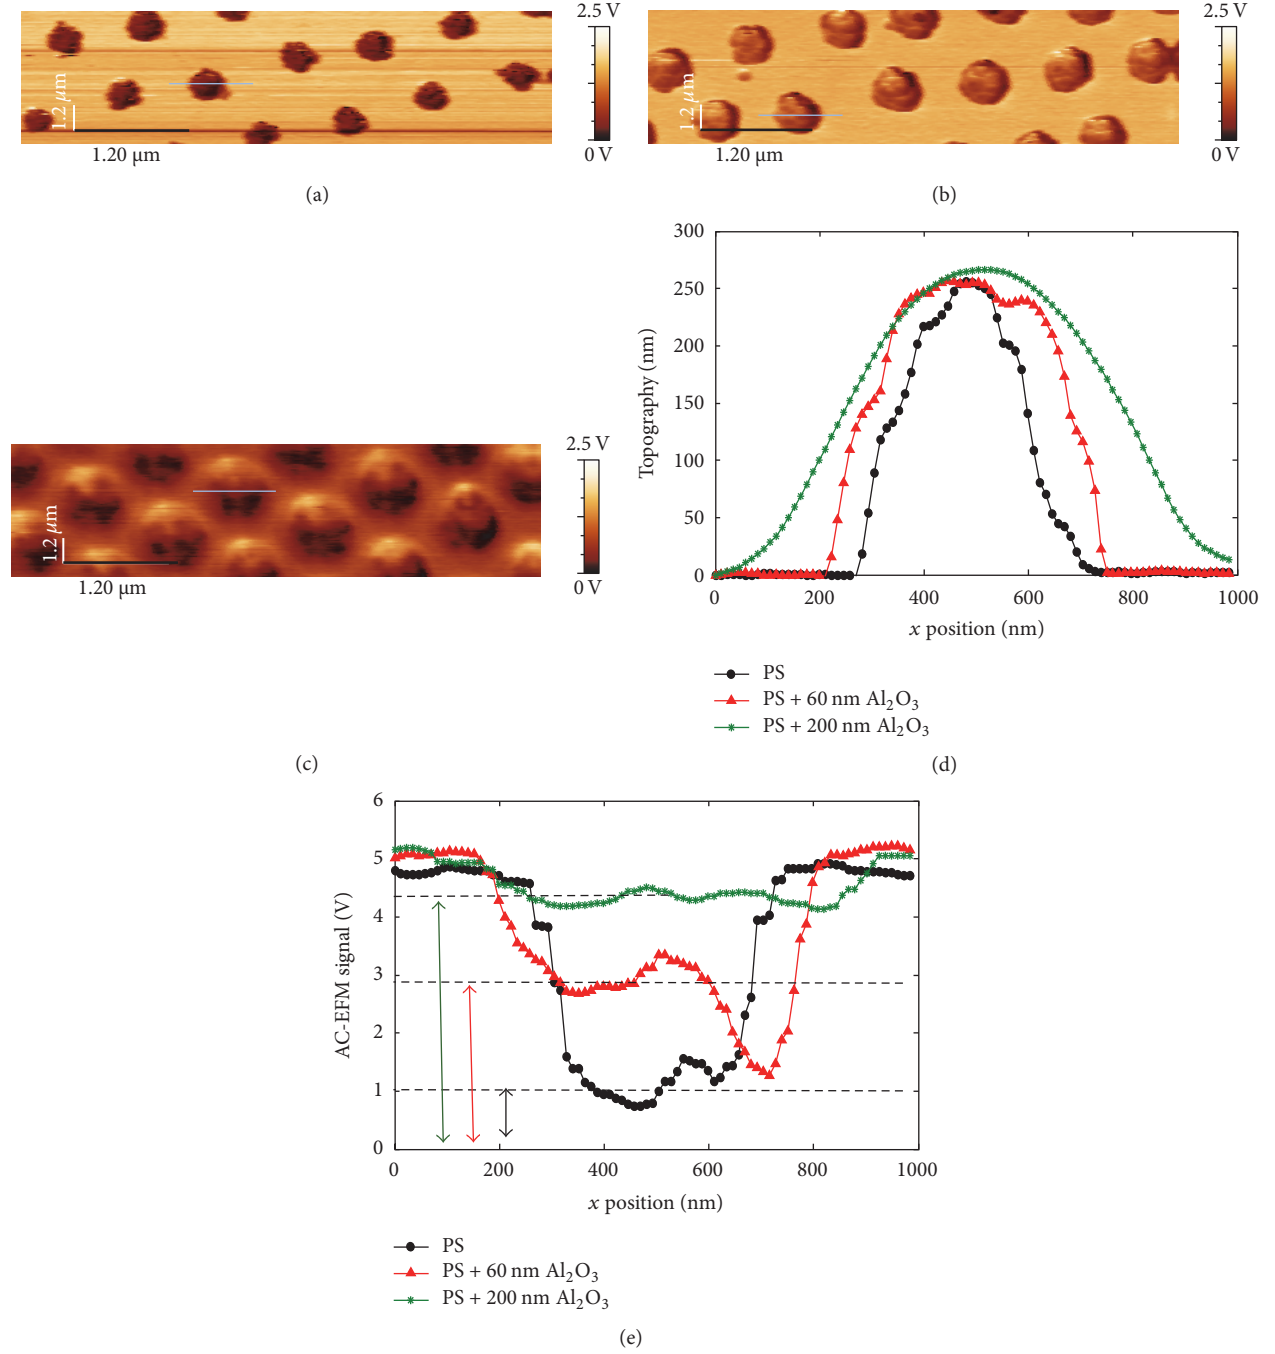 2.5 V
0 V
1.2 μm
1.20 μm
(a)
2.5 V
0 V
1.2 μm
1.20 μm
(b)
2.5 V
0 V
1.2 μm
1.20 μm
(c)
300
250
200
150
100
50
0
Topography (nm)
0 200 400 600 800 1000
x position (nm)
PS
PS + 60 nm Al₂O₃
PS + 200 nm Al₂O₃
(d)
6
5
4
3
2
1
0
AC-EFM signal (V)
0 200 400 600 800 1000
x position (nm)
PS
PS + 60 nm Al₂O₃
PS + 200 nm Al₂O₃
(e)